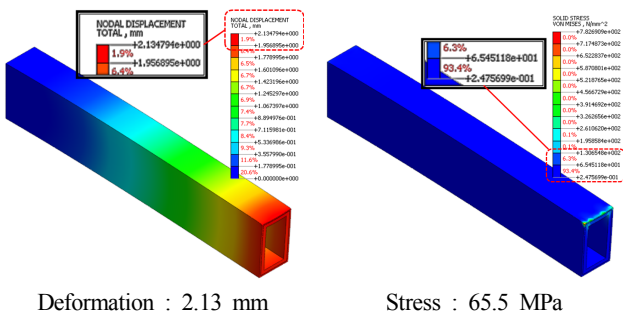 NODAL DISPLACEMENT
TOTAL , mm
+2.134794e+000
1.9%
+1.956895e+000
6.4%
NODAL DISPLACEMENT
TOTAL , mm
+2.134794e+000
1.9%
+1.956895e+000
6.4%
+1.778995e+000
6.5%
+1.601096e+000
6.7%
+1.423196e+000
6.7%
+1.245297e+000
6.9%
+1.067397e+000
7.4%
+8.894976e-001
7.7%
+7.115981e-001
8.4%
+5.336986e-001
9.3%
+3.557990e-001
11.6%
+1.778995e-001
20.6%
+0.000000e+000
6.3%
+6.545118e-001
93.4%
+2.475699e-001
SOLID STRESS
VON MISES , N/mm^2
+7.826909e+002
0.0%
+7.174873e+002
0.0%
+6.522837e+002
0.0%
+5.870801e+002
0.0%
+5.218765e+002
0.0%
+4.566729e+002
0.0%
+3.914692e+002
0.0%
+3.262656e+002
0.0%
+2.610620e+002
0.1%
+1.958584e+002
0.1%
+1.306548e+002
6.3%
+6.545118e+001
93.4%
+2.475699e-001
Deformation : 2.13 mm
Stress : 65.5 MPa